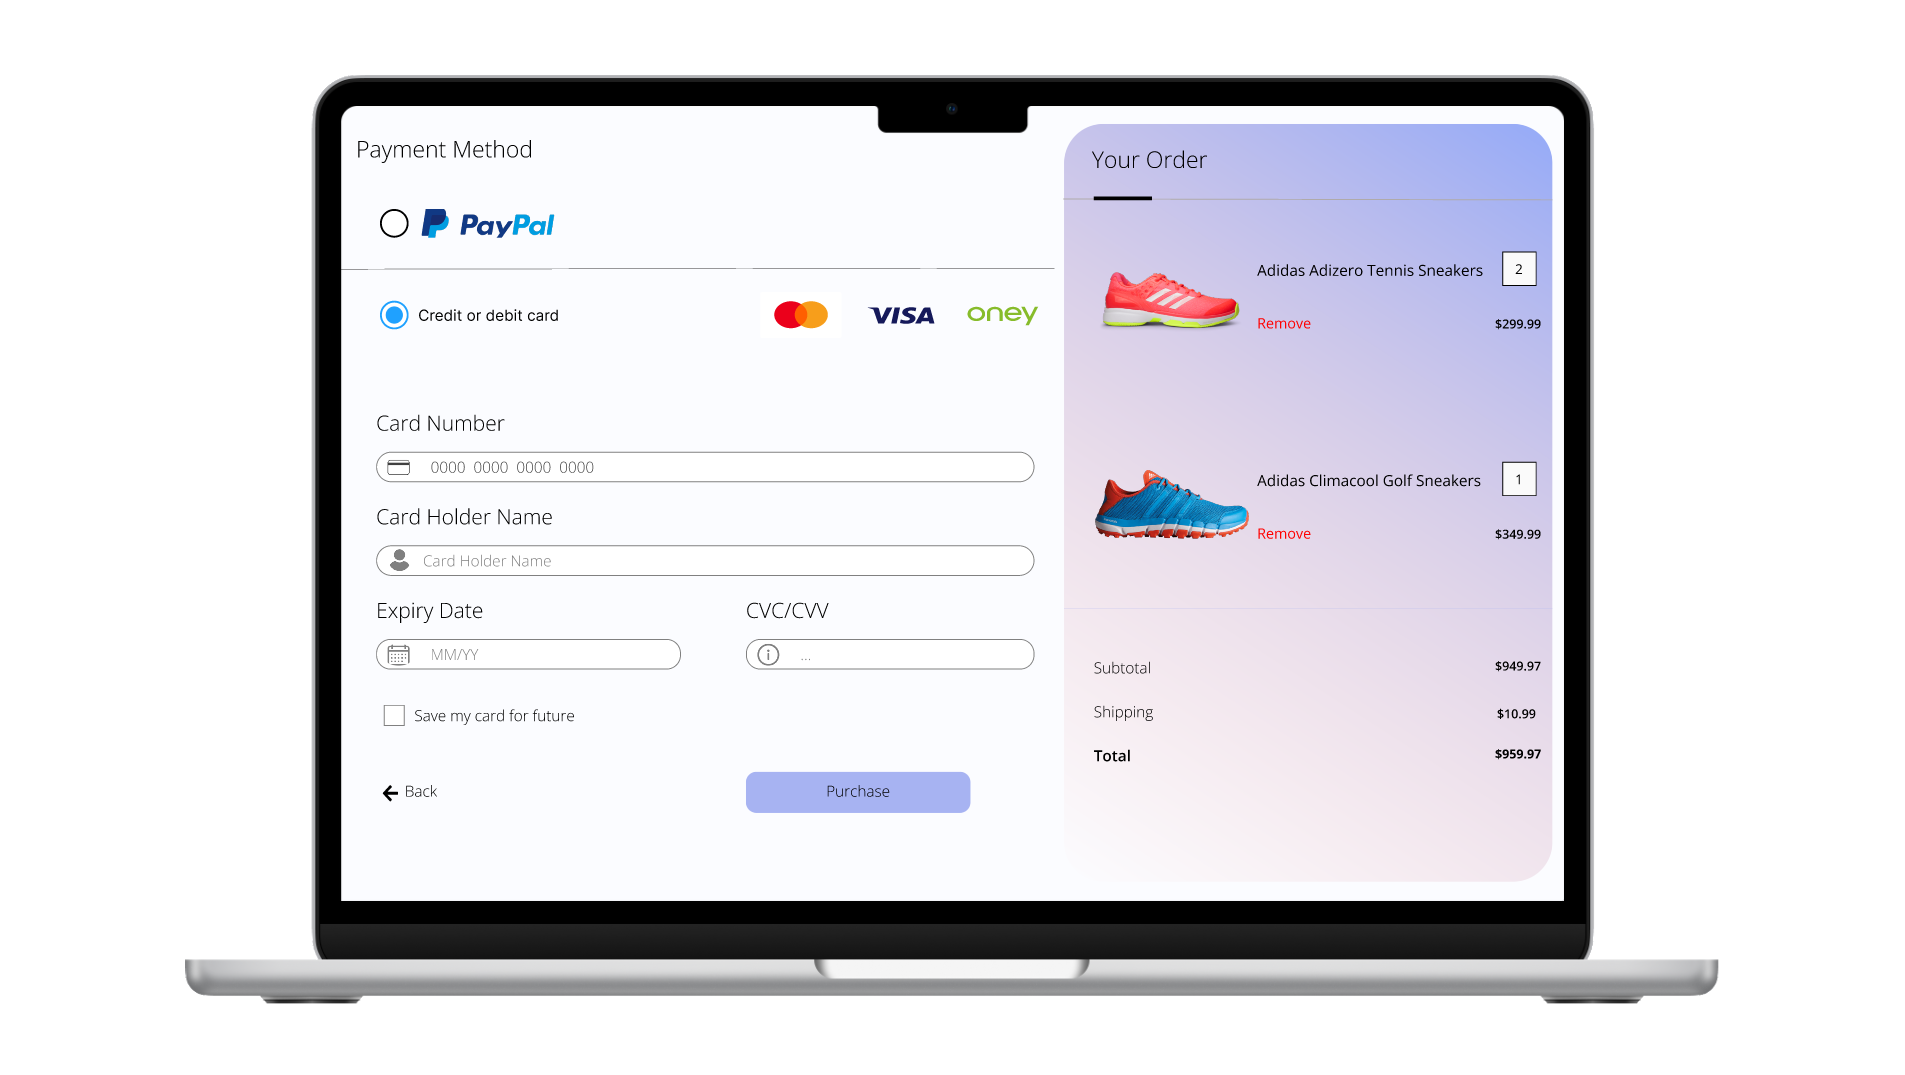 Payment Method
PayPal
Credit or debit card
VISA
oney
Card Number
0000 0000 0000 0000
Card Holder Name
Card Holder Name
Expiry Date
CVC/CVV
MM/YY
...
Save my card for future
Back
Purchase
Your Order
Adidas Adizero Tennis Sneakers
2
Remove
$299.99
Adidas Climacool Golf Sneakers
1
Remove
$349.99
Subtotal
$949.97
Shipping
$10.99
Total
$959.97